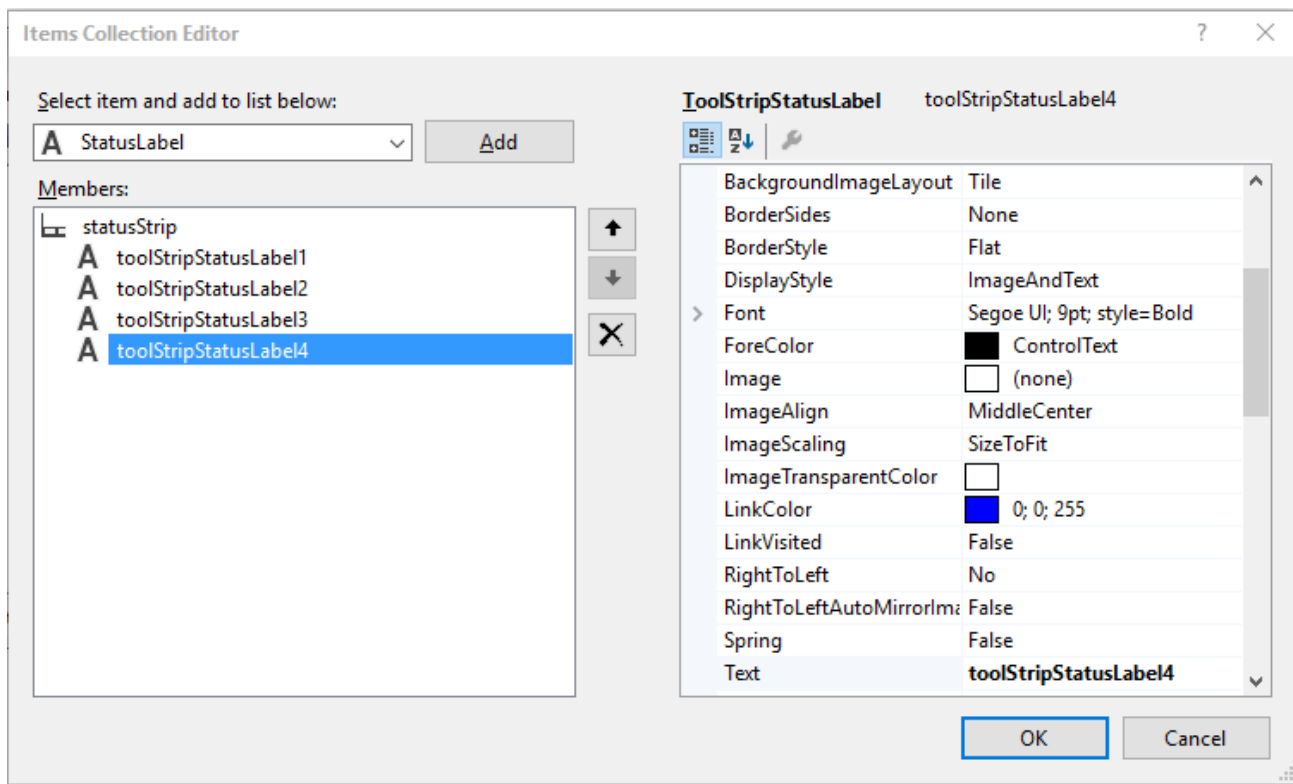 Items Collection Editor
?
Select item and add to list below:
A StatusLabel
Add
Members:
statusStrip
A toolStripStatusLabel1
A toolStripStatusLabel2
A toolStripStatusLabel3
A toolStripStatusLabel4
ToolStripStatusLabel toolStripStatusLabel4
BackgroundImageLayout Tile
BorderSides None
BorderStyle Flat
DisplayStyle ImageAndText
Font Segoe UI; 9pt; style=Bold
ForeColor ControlText
Image (none)
ImageAlign MiddleCenter
ImageScaling SizeToFit
ImageTransparentColor
LinkColor 0; 0; 255
LinkVisited False
RightToLeft No
RightToLeftAutoMirrorIma False
Spring False
Text toolStripStatusLabel4
OK Cancel